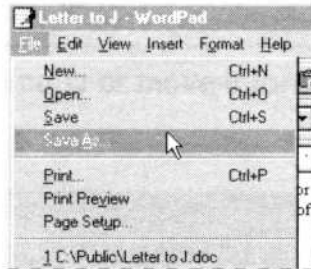 Letter to J - WordPad
File Edit View Insert Format Help
New... Ctrl+N
Open... Ctrl+O
Save Ctrl+S
Save As...
Print... Ctrl+P
Print Preview
Page Setup...
1 C:\Public\Letter to J.doc